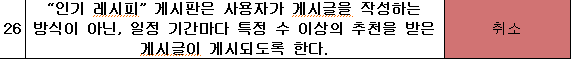 "인기 레시피" 게시판은 사용자가 게시글을 작성하는
26 방식이 아닌, 일정 기간마다 특정 수 이상의 추천을 받은 취소
게시글이 게시되도록 한다.